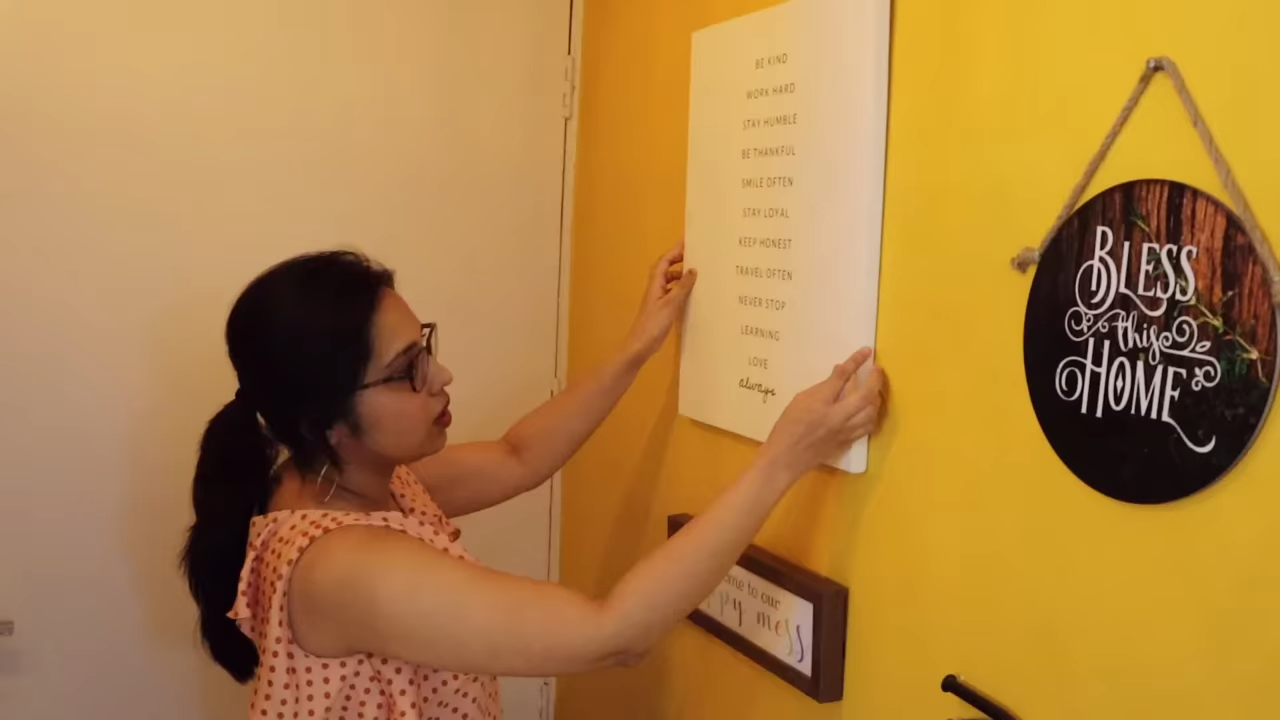 BE KIND
WORK HARD
STAY HUMBLE
BE THANKFUL
SMILE OFTEN
STAY LOYAL
KEEP HONEST
TRAVEL OFTEN
NEVER STOP
LEARNING
LOVE
always
BLESS
this
HOME
to our
mess